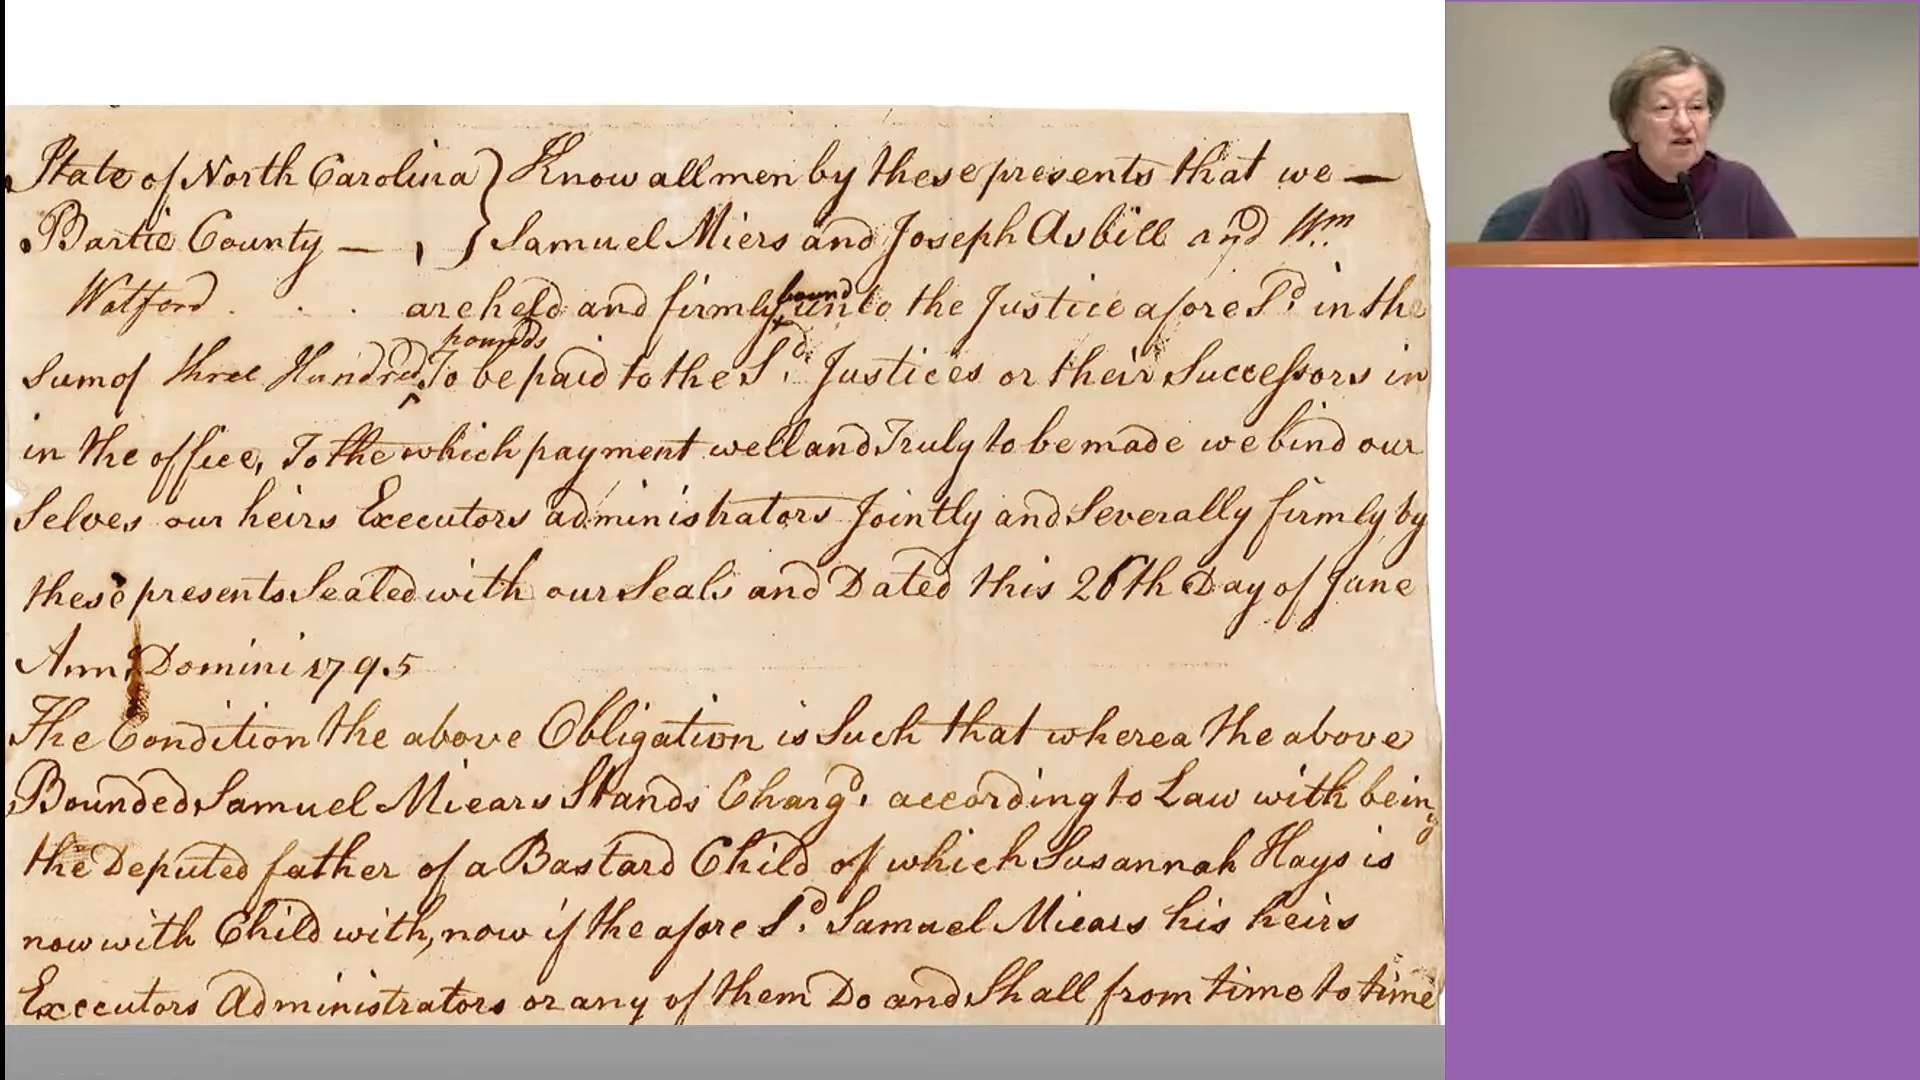 State of North Carolina } Know all men by these presents that we —
Bartie County — , } Samuel Miers and Joseph Asbill and Wm
Watford . . . are held and firmly bound unto to the Justice afore Sd. in the
Sum of three Hundred pounds To be paid to the Sd. Justices or their Successors in
in the office, To the which payment well and Truly to be made we bind our
Selves our heirs Executors administrators Jointly and Severally firmly by
these presents Sealed with our Seals and Dated this 26th Day of June
Anno Domini 1795
The Condition the above Obligation is Such that wherea the above
Bounded Samuel Miears Stands Chargd. according to Law with being
the Deputed father of a Bastard Child of which Susannah Hays is
now with Child with, now if the afore Sd. Samuel Miears his heirs
Executors Administrators or any of them Do and Shall from time to time